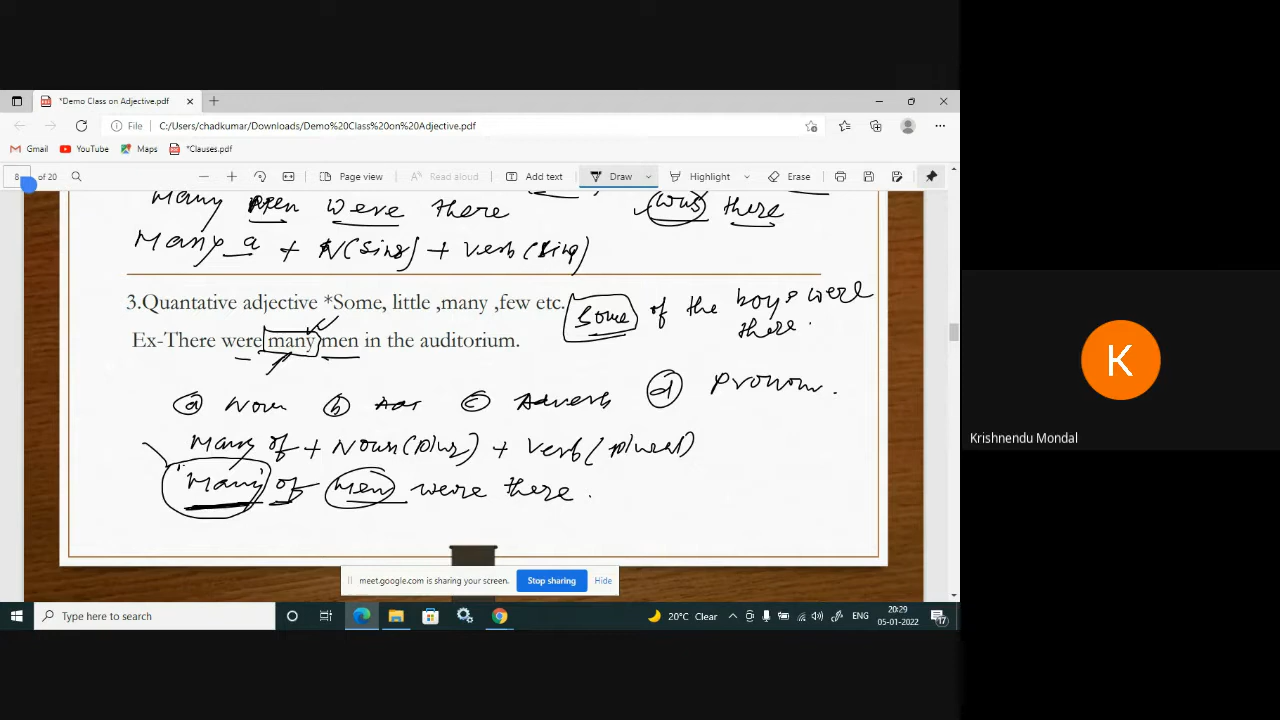 *Demo Class on Adjective.pdf
File C:/Users/chadkumar/Downloads/Demo%20Class%20on%20Adjective.pdf
Gmail YouTube Maps *Clauses.pdf
8 of 20 Page view Read aloud Add text Draw Highlight Erase
Many men were there was there
Many a + N(sing) + verb(sing)
3.Quantative adjective *Some, little ,many ,few etc. Some of the boys were there.
Ex-There were many men in the auditorium.
a Noun b Adj c Adverb d Pronoun.
Many of + Noun(plur) + verb(plural)
"Many" of men were there.
meet.google.com is sharing your screen. Stop sharing Hide
Krishnendu Mondal
K
Type here to search 20°C Clear ENG 20:29 05-01-2022 17